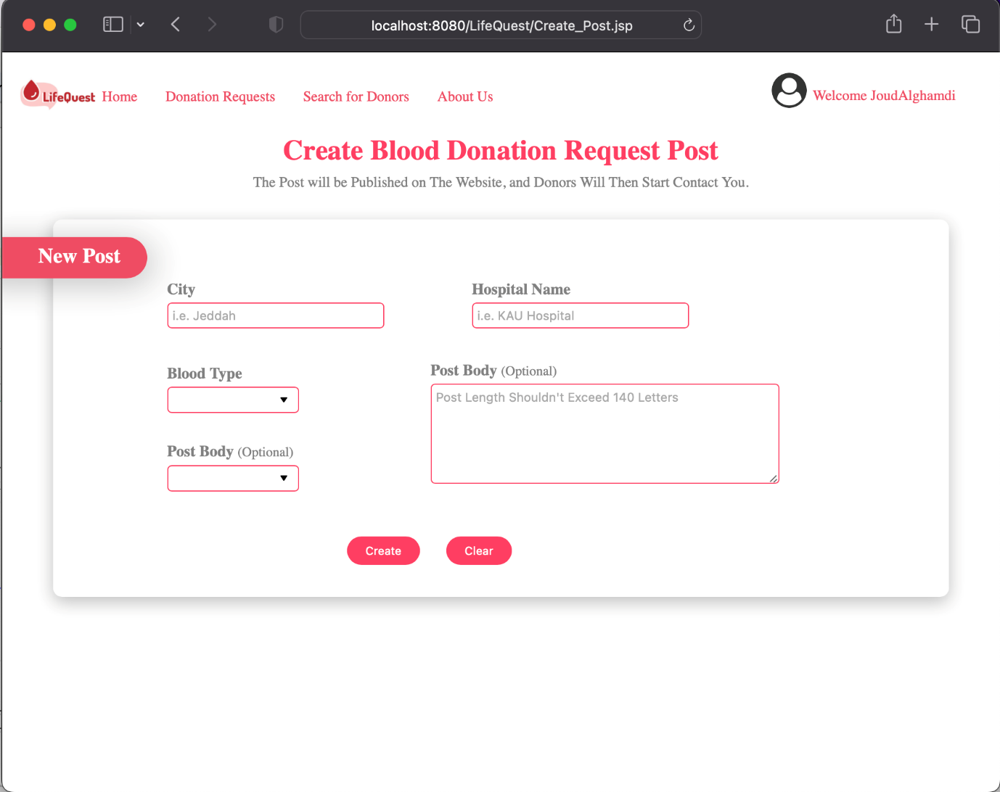 localhost:8080/LifeQuest/Create_Post.jsp
LifeQuest Home Donation Requests Search for Donors About Us Welcome JoudAlghamdi
Create Blood Donation Request Post
The Post will be Published on The Website, and Donors Will Then Start Contact You.
New Post
City Hospital Name
i.e. Jeddah i.e. KAU Hospital
Blood Type Post Body (Optional)
Post Length Shouldn't Exceed 140 Letters
Post Body (Optional)
Create Clear